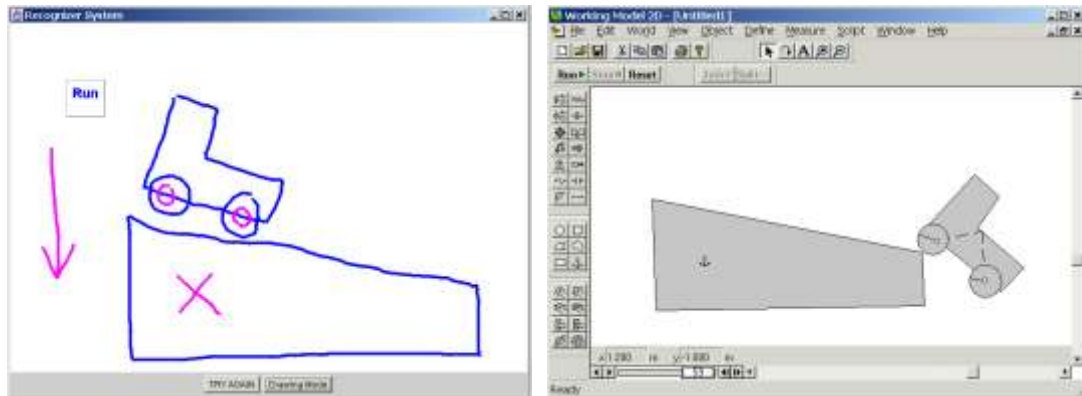 Recognizer System
Run
TRY AGAIN Drawing Mode
Working Model 2D - [Untitled1]
File Edit World View Object Define Measure Script Window Help
Run Reset
Ready